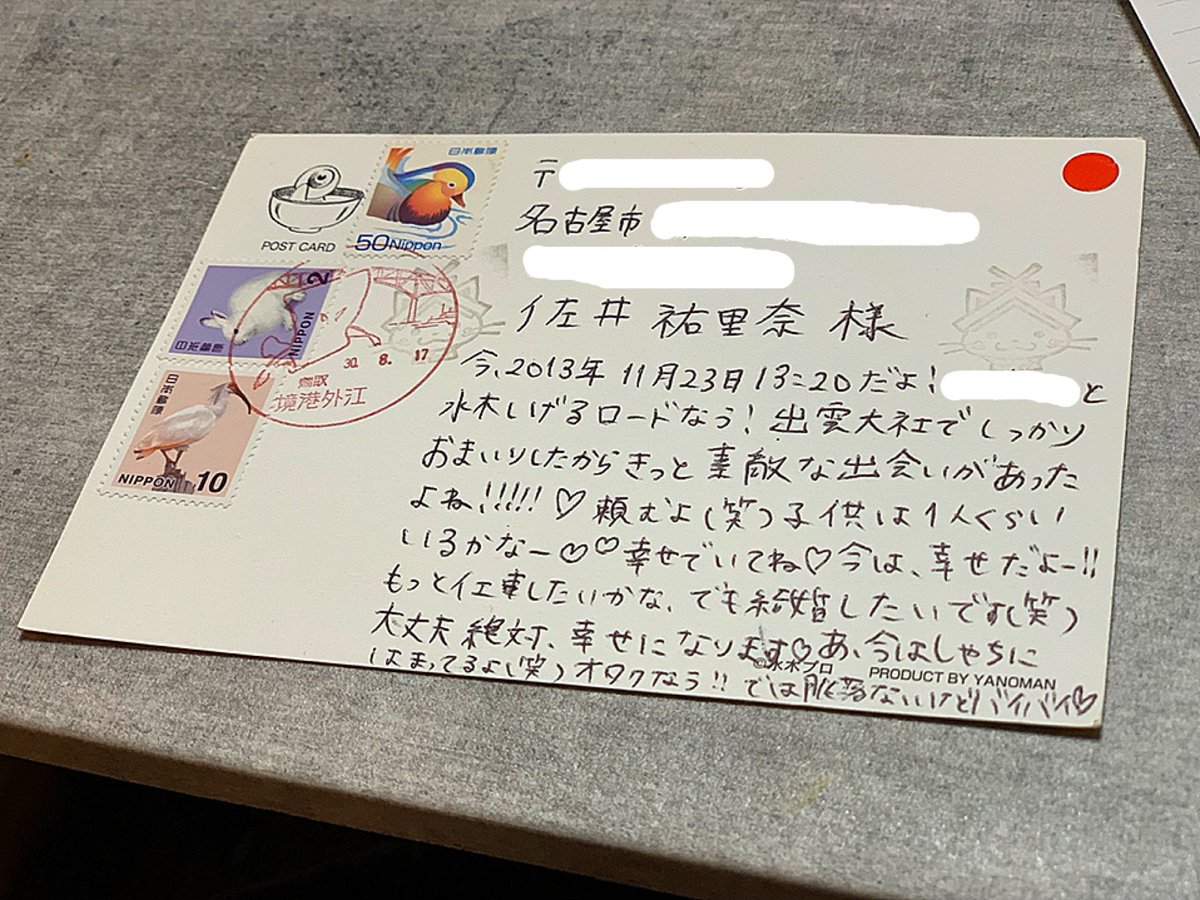 POST CARD
日本郵便
50 Nippon
日本郵便
2
NIPPON
日本郵便
NIPPON 10
30. 8. 17
鳥取
境港外江
〒
名古屋市
佐井 祐里奈 様
今、2013年 11月23日13:20だよ! と
水木しげるロードなう! 出雲大社でしっかり
おまいりしたからきっと素敵な出会いがあった
よね!!!!! ♡ 頼むよ(笑) 子供は1人くらい
いるかなー♡♡幸せでいてね♡今は、幸せだよー!!
もっと仕事したいかな、でも結婚したいです(笑)
大丈夫絶対、幸せになります♡あ、今はしゃちに
はまってるよ(笑) オタクなう!! では 落ないけどバイバイ♡
©水木プロ
PRODUCT BY YANOMAN